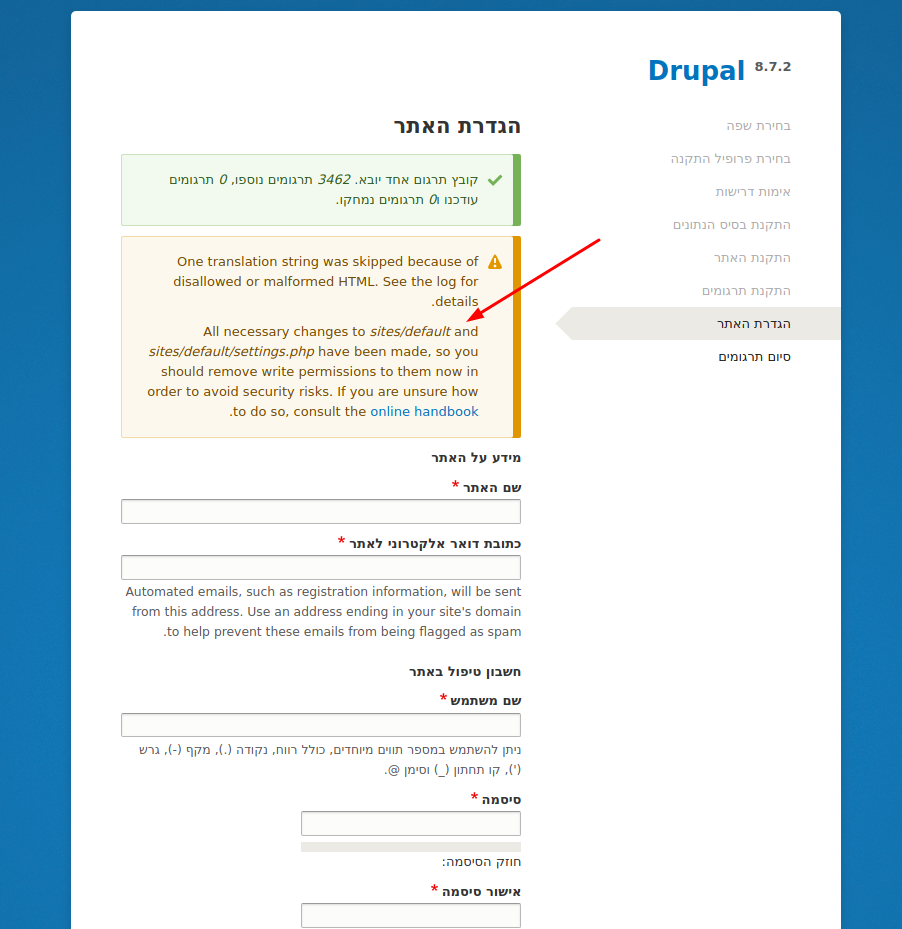 Drupal 8.7.2
בחירת שפה
בחירת פרופיל התקנה
אימות דרישות
התקנת בסיס הנתונים
התקנת האתר
התקנת תרגומים
הגדרת האתר
סיום תרגומים
הגדרת האתר
קובץ תרגום אחד יובא. 3462 תרגומים נוספו, 0 תרגומים
עודכנו ו0 תרגומים נמחקו.
One translation string was skipped because of
disallowed or malformed HTML. See the log for
details.
All necessary changes to sites/default and
sites/default/settings.php have been made, so you
should remove write permissions to them now in
order to avoid security risks. If you are unsure how
to do so, consult the online handbook.
מידע על האתר
שם האתר *
כתובת דואר אלקטרוני לאתר *
Automated emails, such as registration information, will be sent
from this address. Use an address ending in your site's domain
to help prevent these emails from being flagged as spam.
חשבון טיפול באתר
שם משתמש *
ניתן להשתמש במספר תווים מיוחדים, כולל רווח, נקודה (.), מקף (-), גרש
('), קו תחתון (_) וסימן @.
סיסמה *
חוזק הסיסמה:
אישור סיסמה *